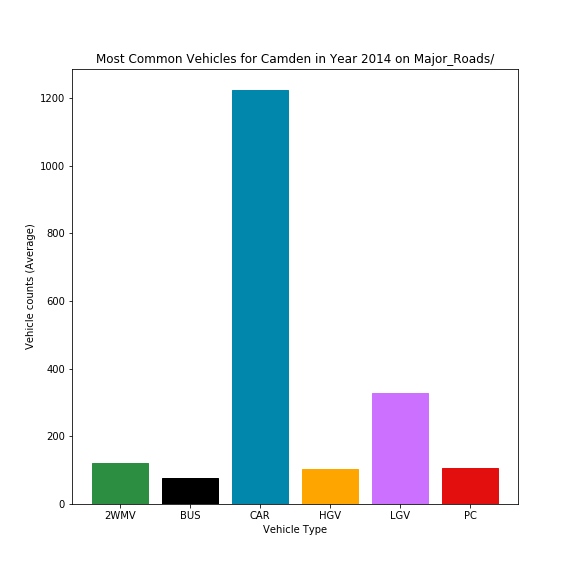 Most Common Vehicles for Camden in Year 2014 on Major_Roads/
1200
1000
800
600
400
200
0
Vehicle counts (Average)
2WMV BUS CAR HGV LGV PC
Vehicle Type